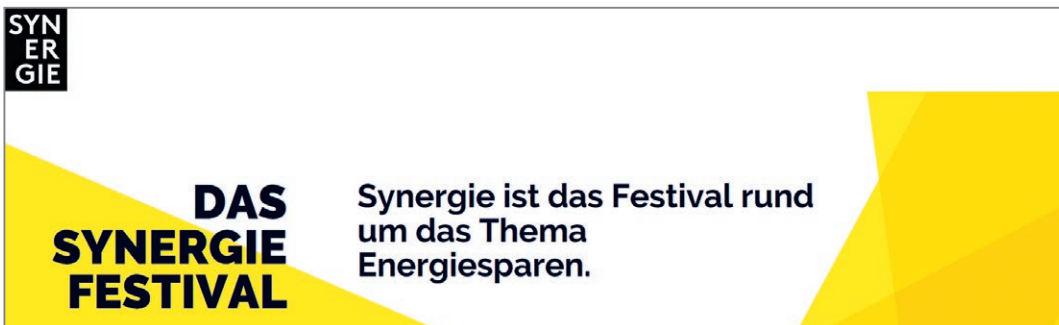 SYN
ER
GIE
DAS
SYNERGIE
FESTIVAL
Synergie ist das Festival rund
um das Thema
Energiesparen.